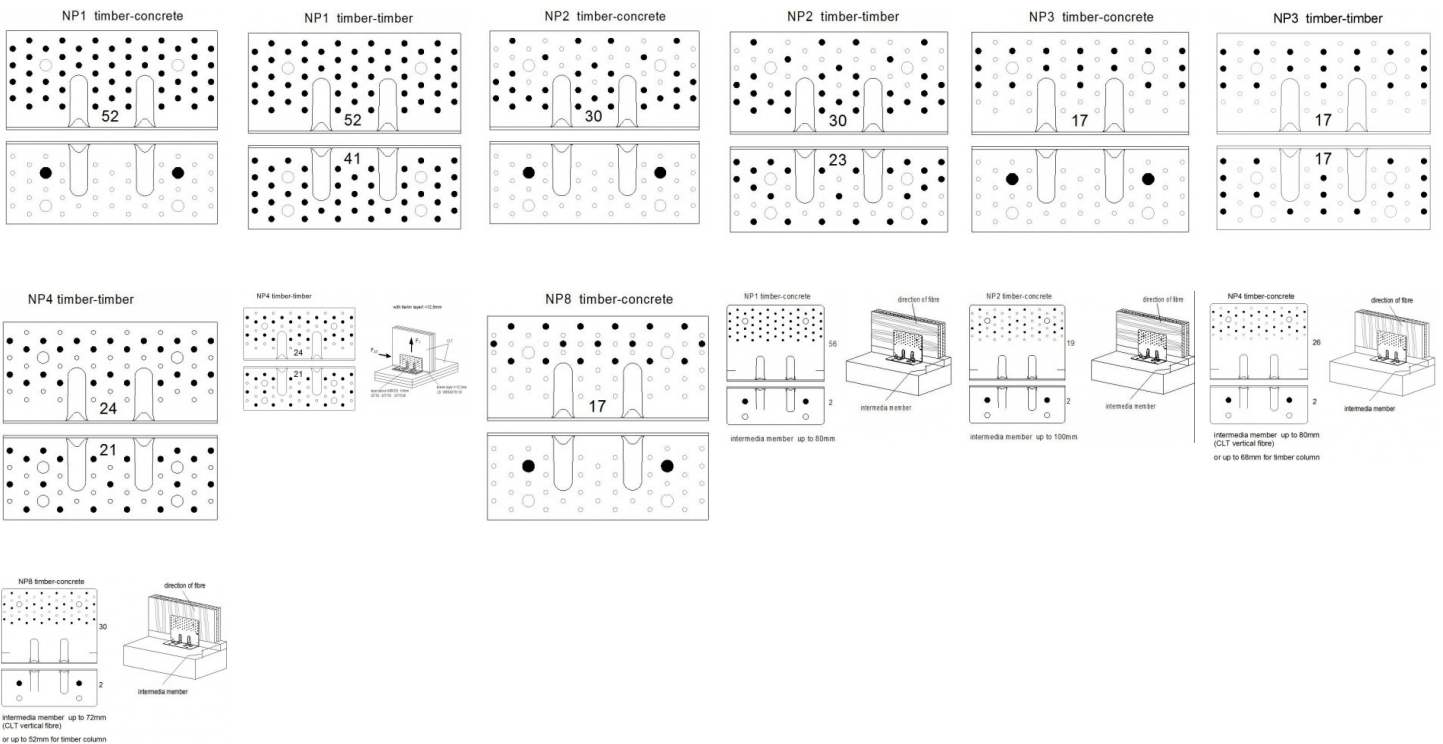 NP1 timber-concrete
52
NP1 timber-timber
52
41
NP2 timber-concrete
30
NP2 timber-timber
30
23
NP3 timber-concrete
17
NP3 timber-timber
17
17
NP4 timber-timber
24
21
NP4 timber-timber
24
21
NP8 timber-concrete
17
NP1 timber-concrete
56
2
intermedia member up to 80mm
direction of fibre
intermedia member
NP2 timber-concrete
19
2
intermedia member up to 100mm
direction of fibre
intermedia member
NP4 timber-concrete
26
2
intermedia member up to 80mm
(CLT vertical fibre)
or up to 68mm for timber column
direction of fibre
intermedia member
NP8 timber-concrete
30
2
intermedia member up to 72mm
(CLT vertical fibre)
or up to 52mm for timber column
direction of fibre
intermedia member